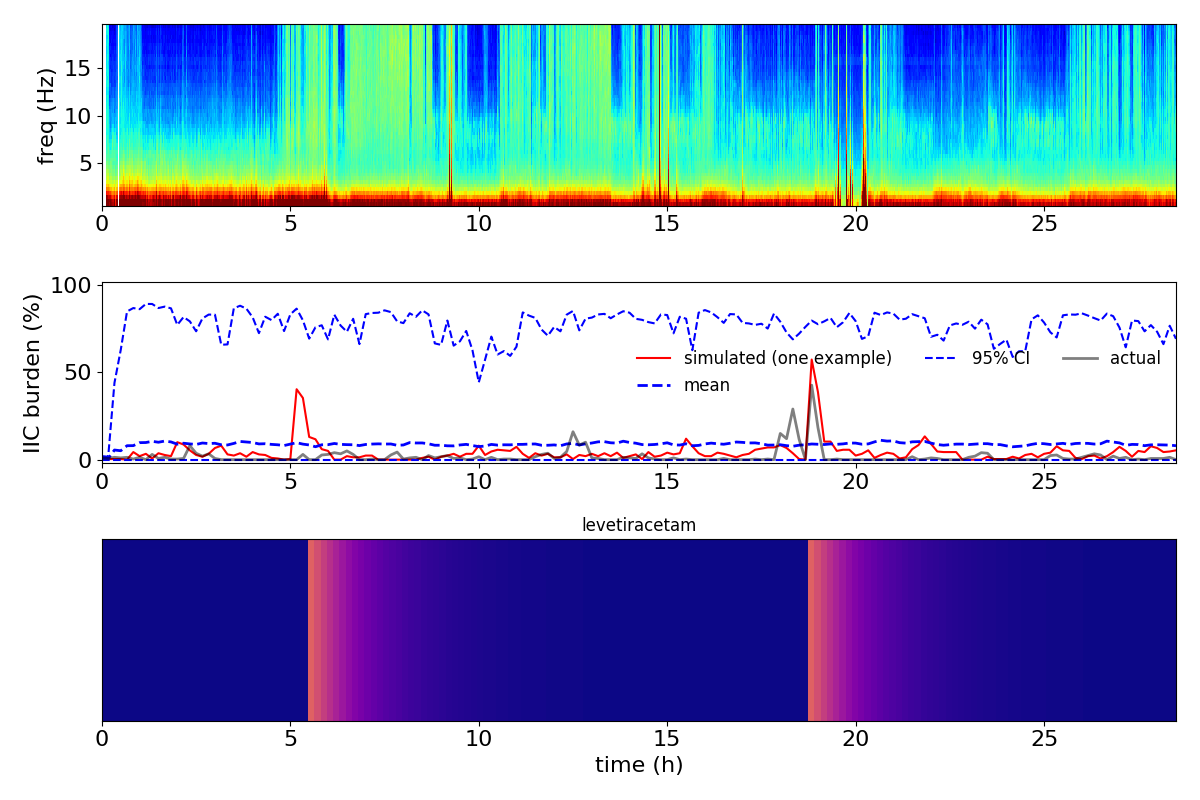 freq (Hz)
15
10
5
0 5 10 15 20 25
IIC burden (%)
100
50
0
simulated (one example) 95% CI actual
mean
0 5 10 15 20 25
levetiracetam
0 5 10 15 20 25
time (h)